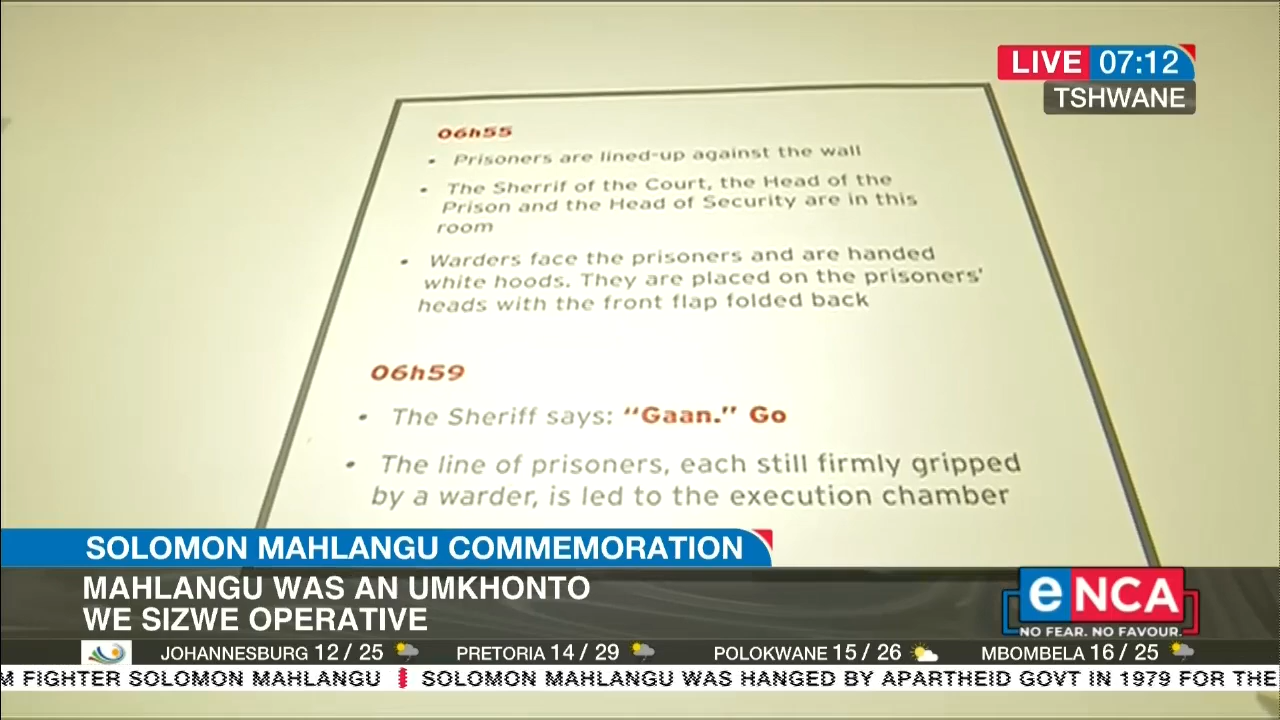 LIVE 07:12
TSHWANE
06h55
• Prisoners are lined-up against the wall
• The Sherrif of the Court, the Head of the
Prison and the Head of Security are in this
room
• Warders face the prisoners and are handed
white hoods. They are placed on the prisoners'
heads with the front flap folded back
06h59
• The Sheriff says: “Gaan.” Go
• The line of prisoners, each still firmly gripped
by a warder, is led to the execution chamber
SOLOMON MAHLANGU COMMEMORATION
MAHLANGU WAS AN UMKHONTO
WE SIZWE OPERATIVE
eNCA
NO FEAR. NO FAVOUR.
JOHANNESBURG 12 / 25 PRETORIA 14 / 29 POLOKWANE 15 / 26 MBOMBELA 16 / 25
M FIGHTER SOLOMON MAHLANGU SOLOMON MAHLANGU WAS HANGED BY APARTHEID GOVT IN 1979 FOR THE